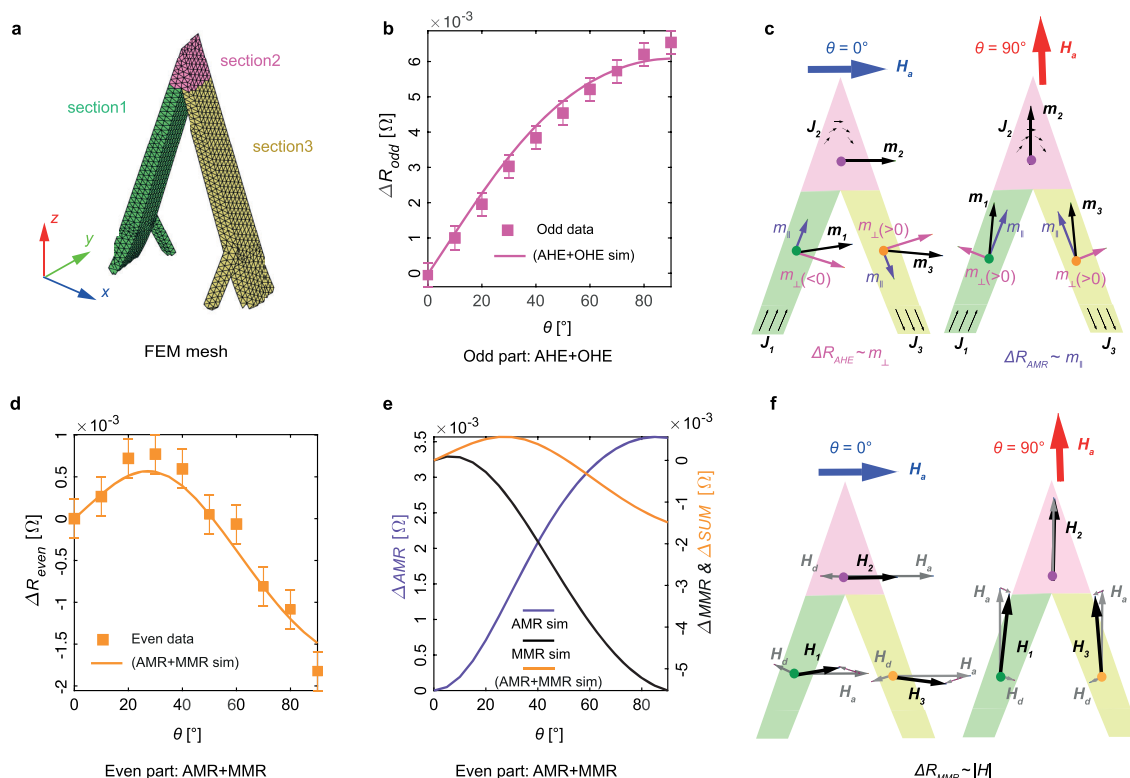 a
section2
section1
section3
z
y
x
FEM mesh
b
×10⁻³
ΔR_odd [Ω]
6
4
2
0
Odd data
(AHE+OHE sim)
0 20 40 60 80
θ [°]
Odd part: AHE+OHE
c
θ = 0° H_a
θ = 90° H_a
J_2
m_2
m_∥ m_1
m_⊥(>0)
m_⊥(<0)
m_∥ m_3
J_1 J_3
J_2
m_2
m_1 m_∥
m_∥ m_3
m_⊥(>0) m_⊥(>0)
J_1 J_3
ΔR_AHE ~ m_⊥
ΔR_AMR ~ m_∥
d
×10⁻³
ΔR_even [Ω]
1
0.5
0
-0.5
-1
-1.5
-2
Even data
(AMR+MMR sim)
0 20 40 60 80
θ [°]
Even part: AMR+MMR
e
×10⁻³ ×10⁻³
ΔAMR [Ω]
3.5
3
2.5
2
1.5
1
0.5
0
ΔMMR & ΔSUM [Ω]
0
-1
-2
-3
-4
-5
AMR sim
MMR sim
(AMR+MMR sim)
0 20 40 60 80
θ [°]
Even part: AMR+MMR
f
θ = 0° H_a
θ = 90° H_a
H_d H_2 H_a
H_d H_1 H_a
H_d H_3 H_a
H_2
H_a H_a
H_1 H_3
H_d H_d
ΔR_MMR ~ |H|